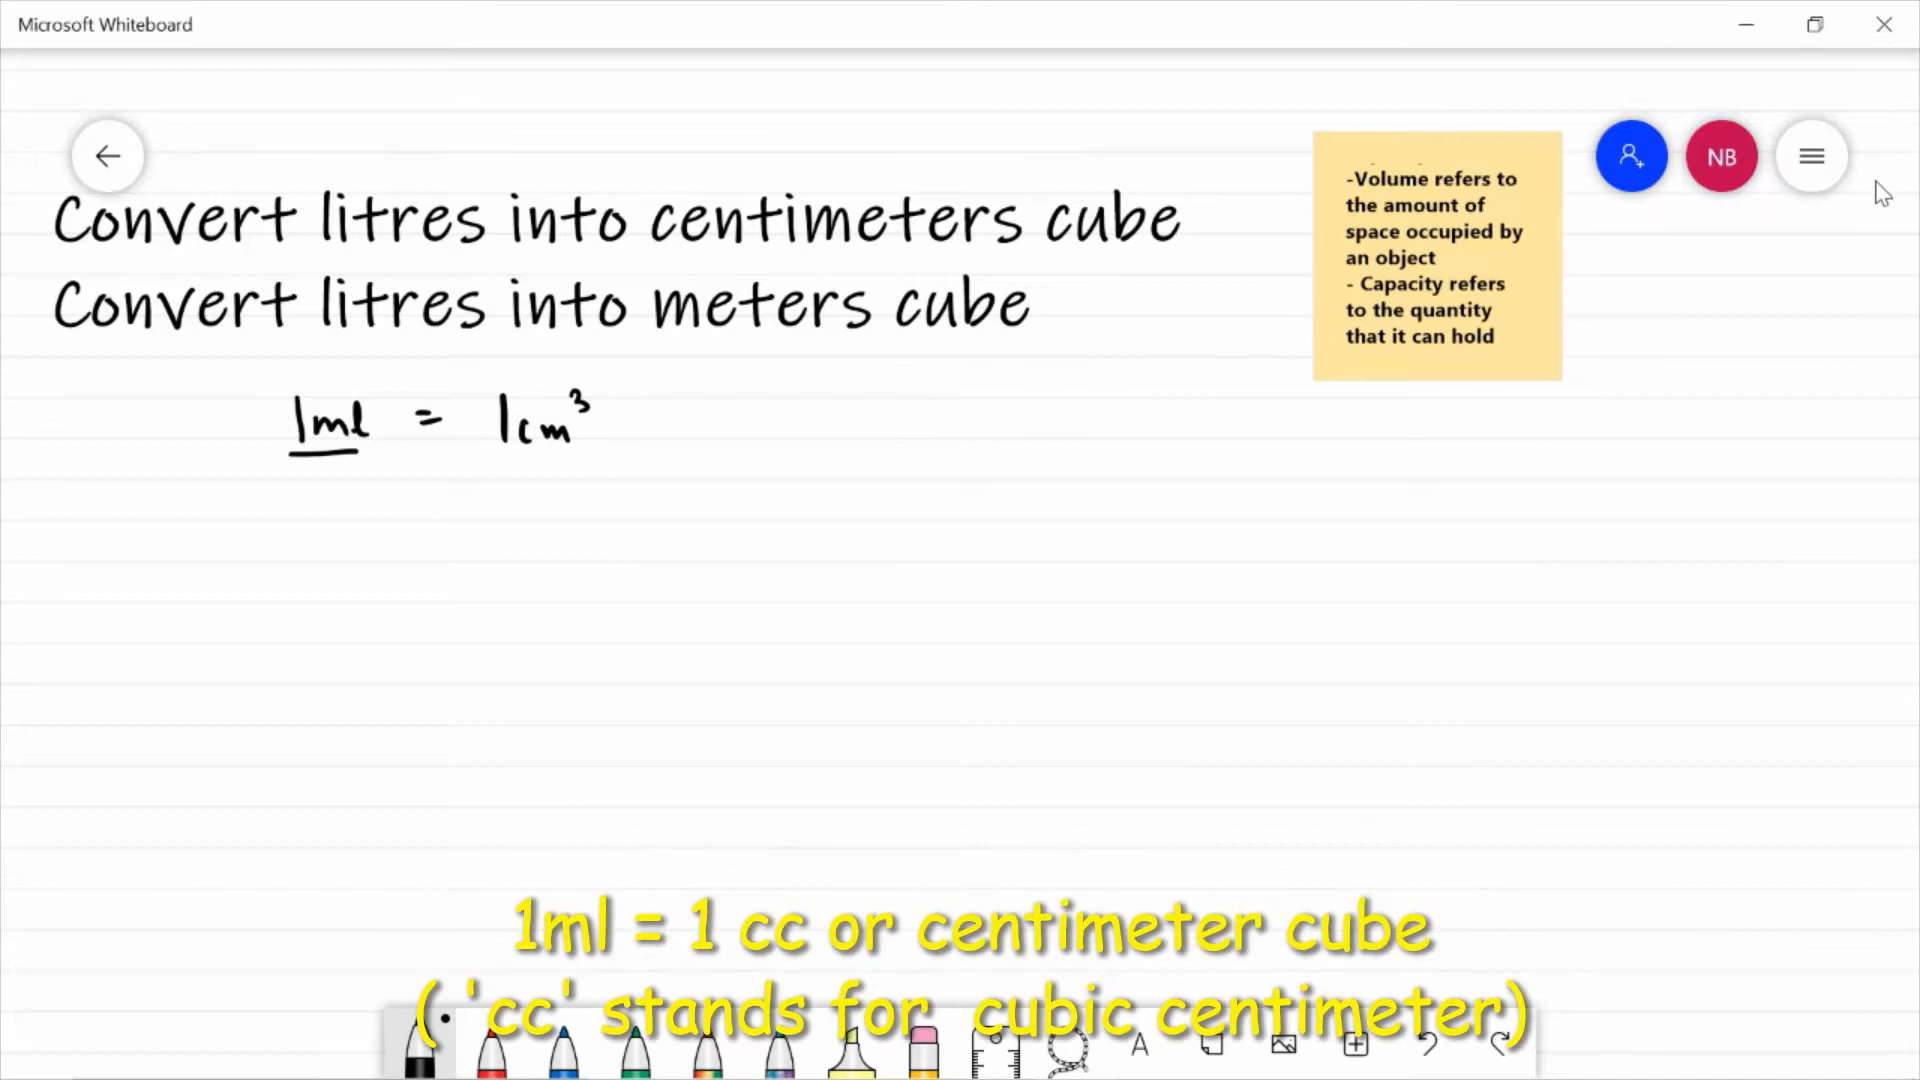 Microsoft Whiteboard
Convert litres into centimeters cube
Convert litres into meters cube
1ml = 1cm³
-Volume refers to
the amount of
space occupied by
an object
- Capacity refers
to the quantity
that it can hold
NB
1ml = 1 cc or centimeter cube
( 'cc' stands for cubic centimeter)
A